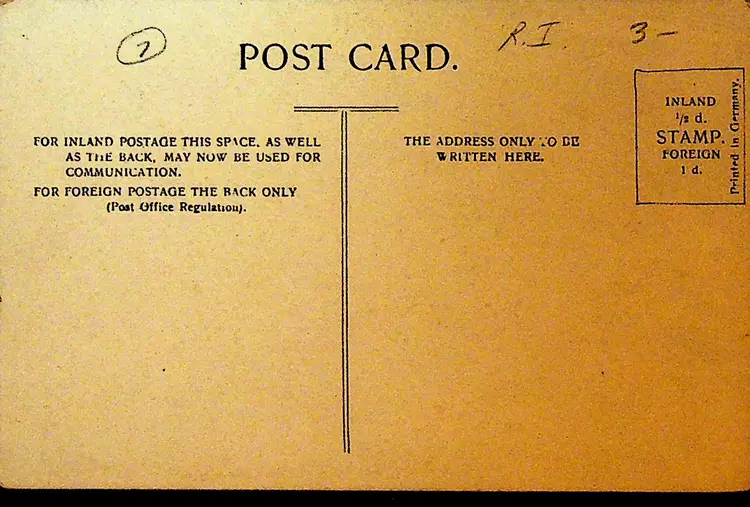 7
R.I. 3-
POST CARD.
FOR INLAND POSTAGE THIS SPACE, AS WELL
AS THE BACK, MAY NOW BE USED FOR
COMMUNICATION.
FOR FOREIGN POSTAGE THE BACK ONLY
(Post Office Regulation).
THE ADDRESS ONLY TO BE
WRITTEN HERE.
INLAND
½ d.
STAMP.
FOREIGN
1 d.
Printed in Germany.